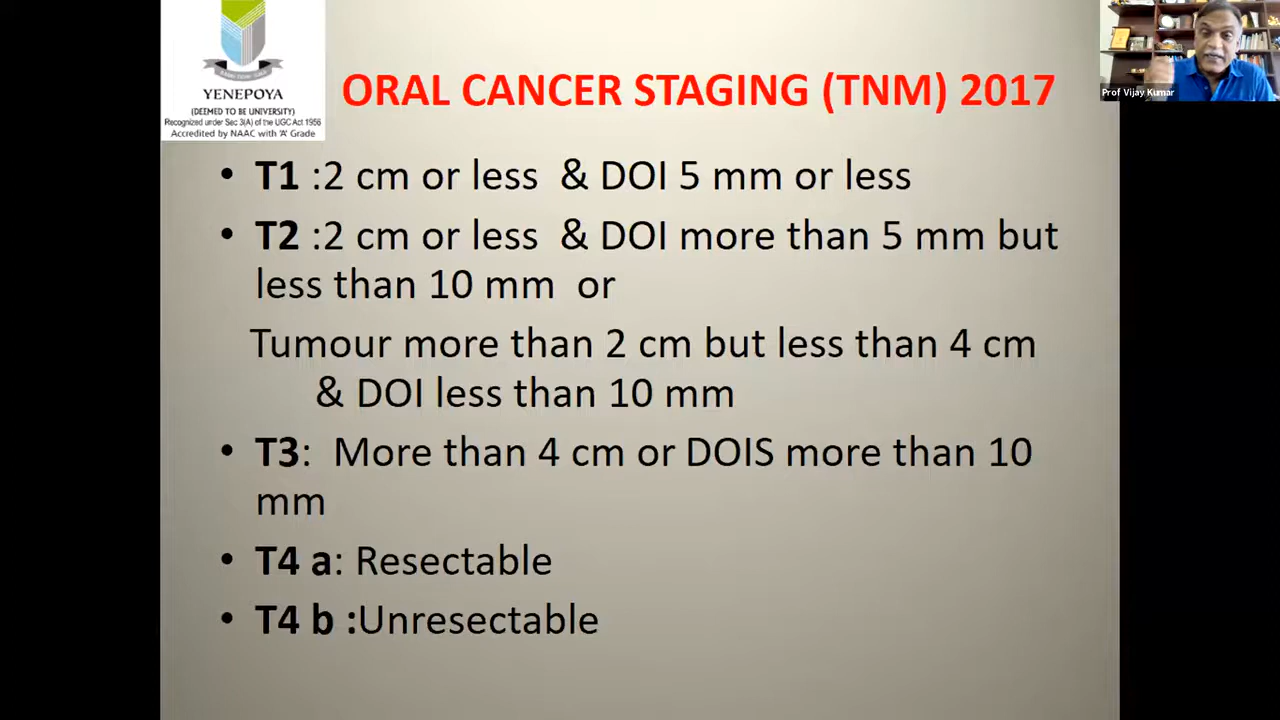 YENEPOYA
(DEEMED TO BE UNIVERSITY)
Recognized under Sec 3(A) of the UGC Act 1956
Accredited by NAAC with 'A' Grade
ORAL CANCER STAGING (TNM) 2017
Prof Vijay Kumar
• T1 :2 cm or less & DOI 5 mm or less
• T2 :2 cm or less & DOI more than 5 mm but
less than 10 mm or
Tumour more than 2 cm but less than 4 cm
& DOI less than 10 mm
• T3: More than 4 cm or DOIS more than 10
mm
• T4 a: Resectable
• T4 b :Unresectable